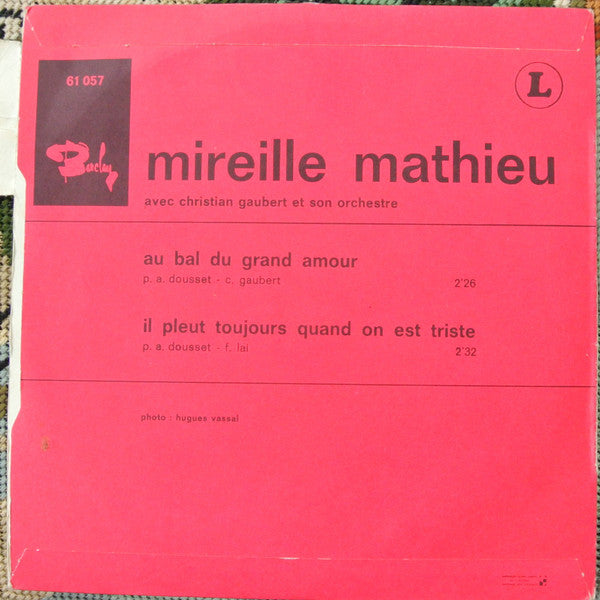 61 057
L
Barclay
mireille mathieu
avec christian gaubert et son orchestre
au bal du grand amour
p. a. dousset - c. gaubert
2'26
il pleut toujours quand on est triste
p. a. dousset - f. lai
2'32
photo : hugues vassal